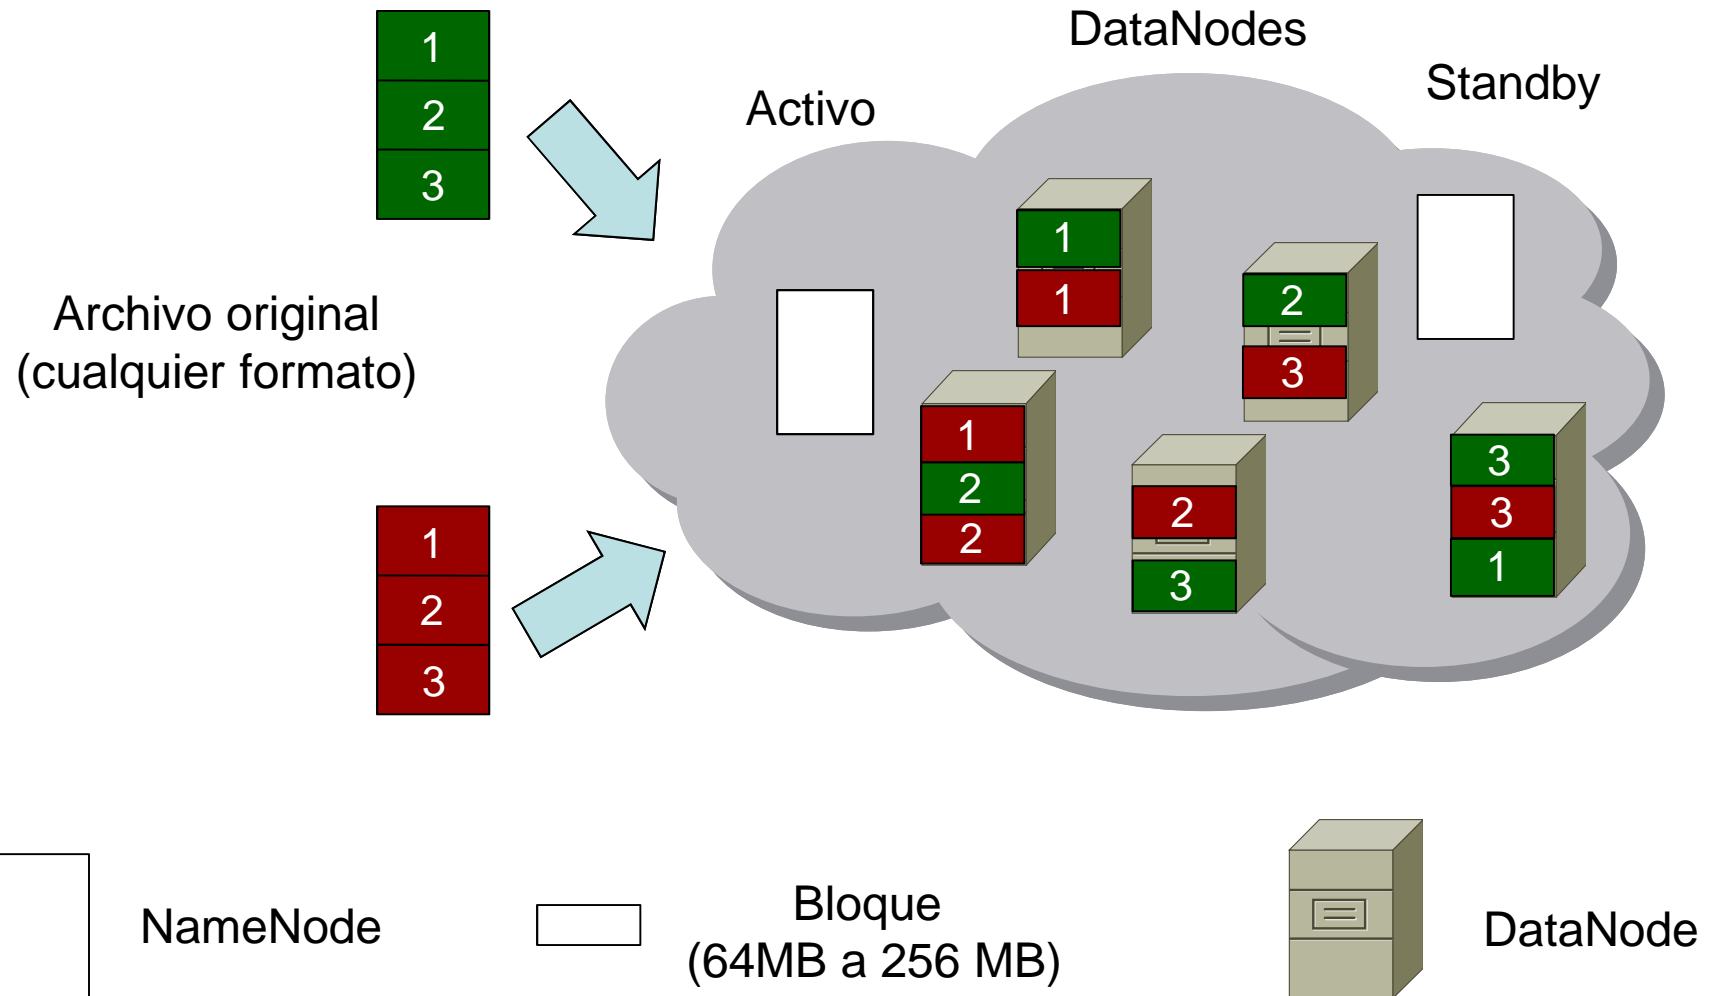 DataNodes
Standby
Activo
1
2
3
Archivo original
(cualquier formato)
1
2
3
1
1
2
3
1
2
2
2
3
3
3
1
NameNode
Bloque
(64MB a 256 MB)
DataNode